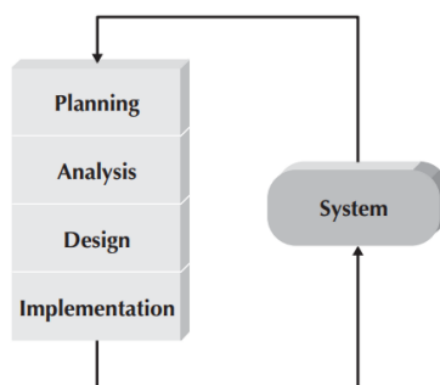 Planning
Analysis
Design
Implementation
System